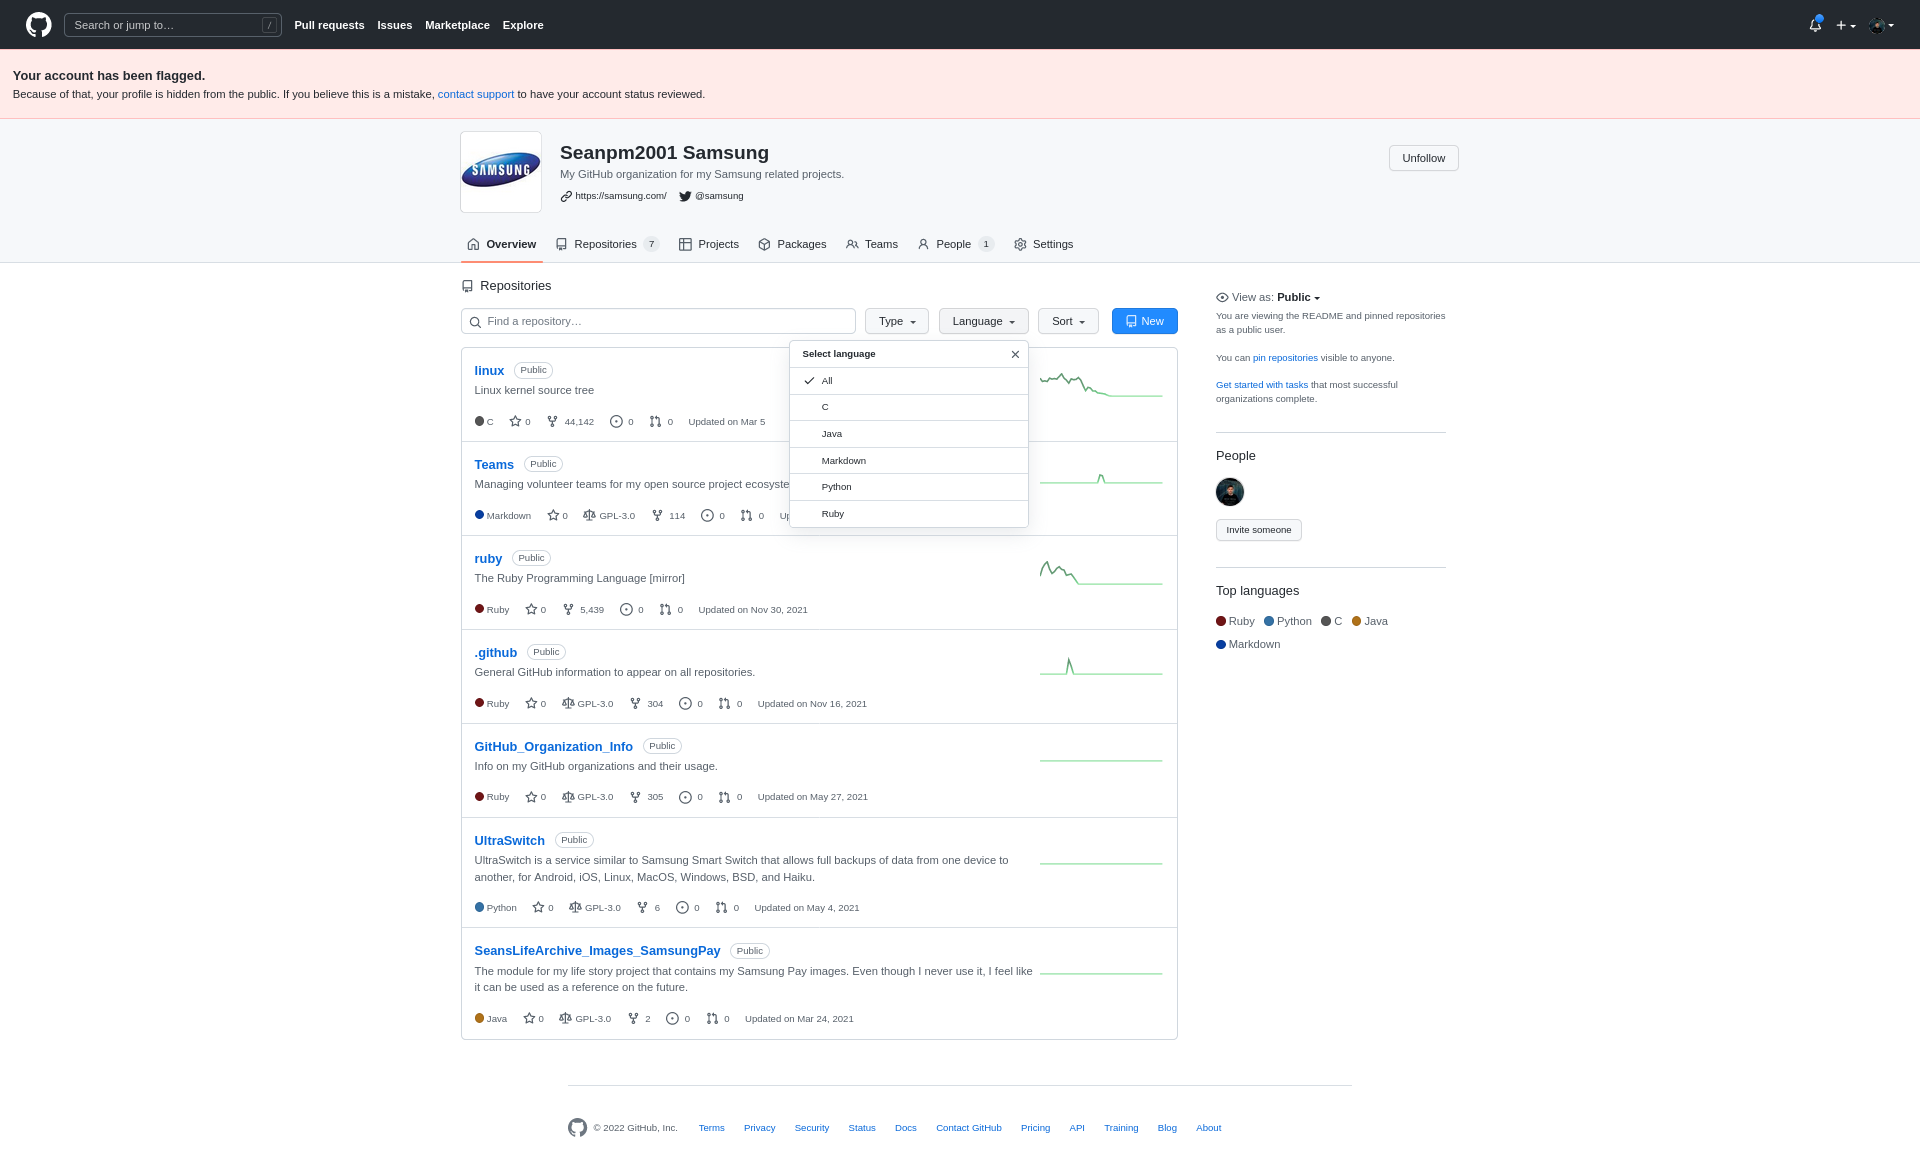 Search or jump to…
/
Pull requests
Issues
Marketplace
Explore
Your account has been flagged.
Because of that, your profile is hidden from the public. If you believe this is a mistake, contact support to have your account status reviewed.
SAMSUNG
Seanpm2001 Samsung
My GitHub organization for my Samsung related projects.
https://samsung.com/ @samsung
Unfollow
Overview
Repositories 7
Projects
Packages
Teams
People 1
Settings
Repositories
Find a repository…
Type
Language
Sort
New
Select language
All
C
Java
Markdown
Python
Ruby
linux Public
Linux kernel source tree
C 0 44,142 0 0 Updated on Mar 5
Teams Public
Managing volunteer teams for my open source project
Markdown 0 GPL-3.0 114 0 0
ruby Public
The Ruby Programming Language [mirror]
Ruby 0 5,439 0 0 Updated on Nov 30, 2021
.github Public
General GitHub information to appear on all repositories.
Ruby 0 GPL-3.0 304 0 0 Updated on Nov 16, 2021
GitHub_Organization_Info Public
Info on my GitHub organizations and their usage.
Ruby 0 GPL-3.0 305 0 0 Updated on May 27, 2021
UltraSwitch Public
UltraSwitch is a service similar to Samsung Smart Switch that allows full backups of data from one device to
another, for Android, iOS, Linux, MacOS, Windows, BSD, and Haiku.
Python 0 GPL-3.0 6 0 0 Updated on May 4, 2021
SeansLifeArchive_Images_SamsungPay Public
The module for my life story project that contains my Samsung Pay images. Even though I never use it, I feel like
it can be used as a reference on the future.
Java 0 GPL-3.0 2 0 0 Updated on Mar 24, 2021
View as: Public
You are viewing the README and pinned repositories
as a public user.
You can pin repositories visible to anyone.
Get started with tasks that most successful
organizations complete.
People
Invite someone
Top languages
Ruby Python C Java
Markdown
© 2022 GitHub, Inc. Terms Privacy Security Status Docs Contact GitHub Pricing API Training Blog About